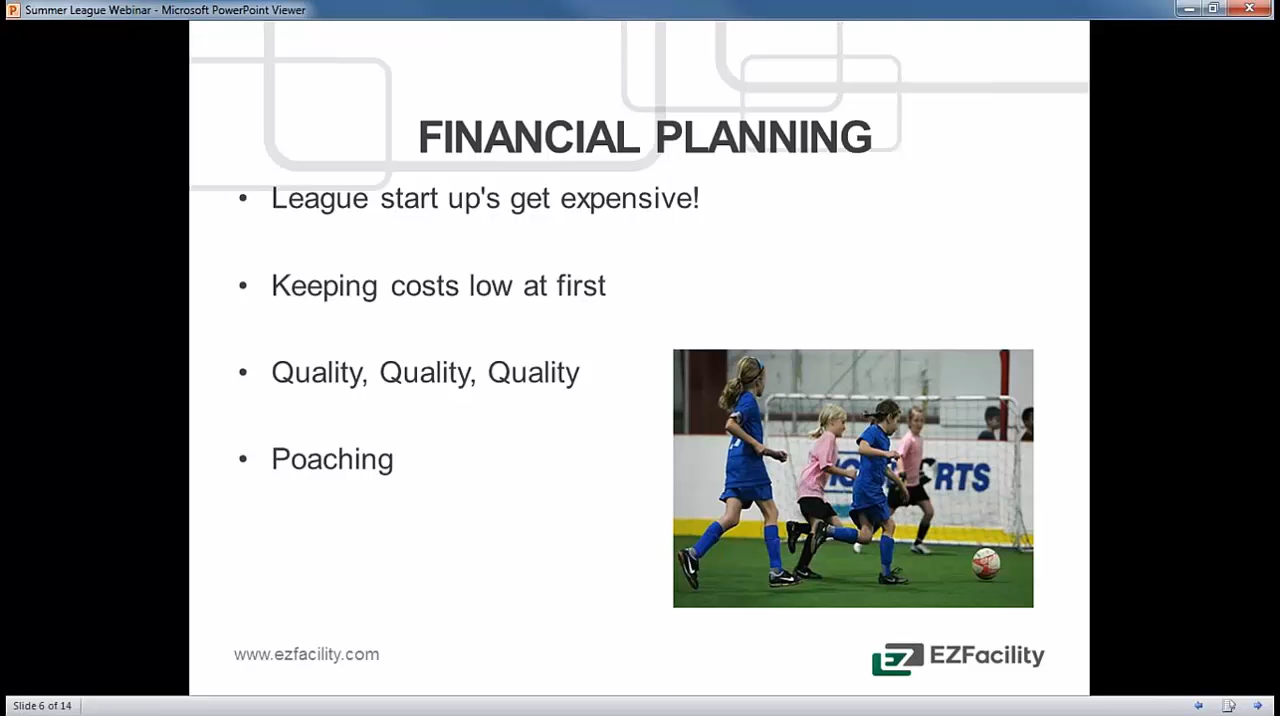 Summer League Webinar - Microsoft PowerPoint Viewer
FINANCIAL PLANNING
• League start up's get expensive!
• Keeping costs low at first
• Quality, Quality, Quality
• Poaching
RTS
www.ezfacility.com
EZ EZFacility
Slide 6 of 14